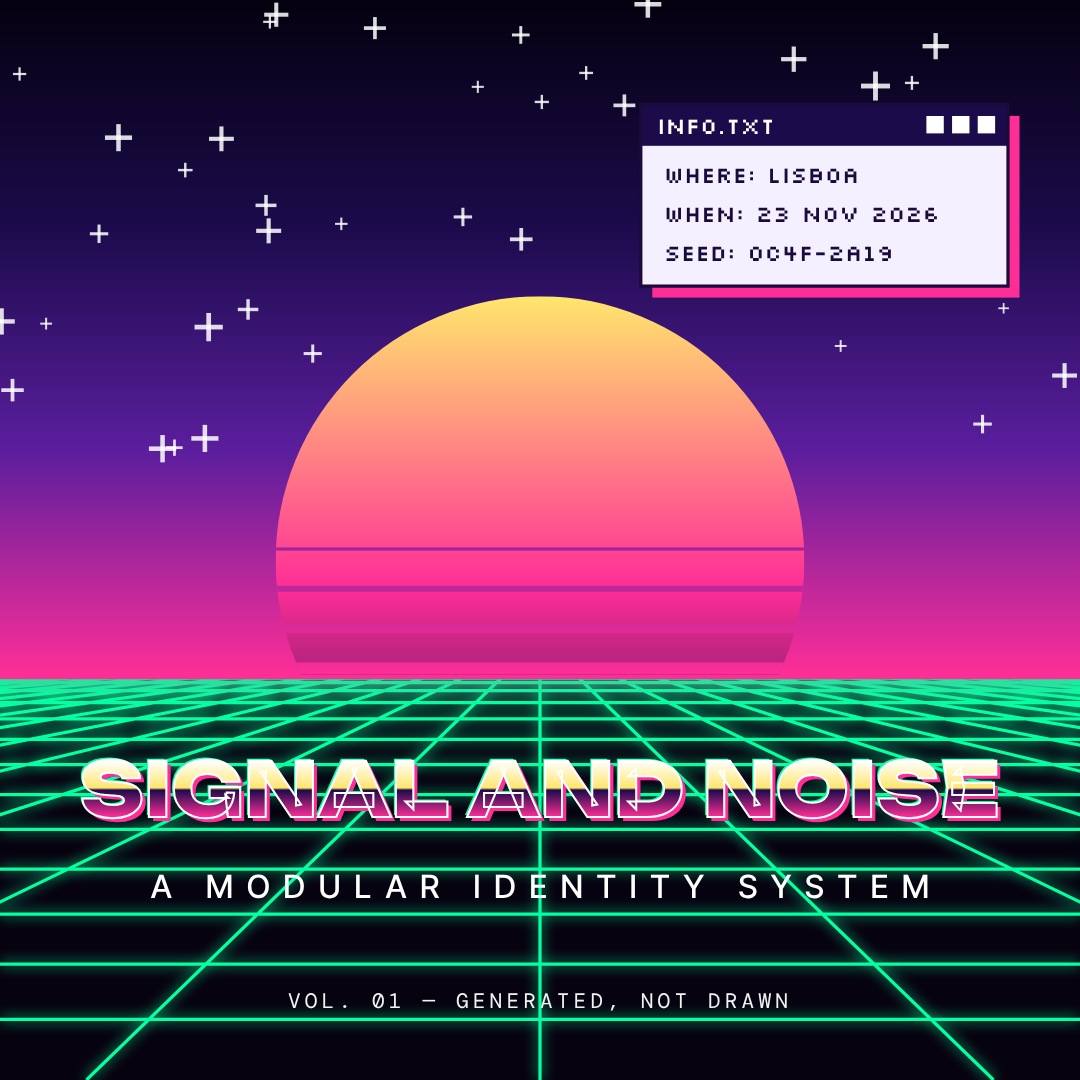 INFO.TXT
WHERE: LISBOA
WHEN: 23 NOV 2026
SEED: 0C4F-2A19
SIGNAL AND NOISE
A MODULAR IDENTITY SYSTEM
VOL. 01 — GENERATED, NOT DRAWN